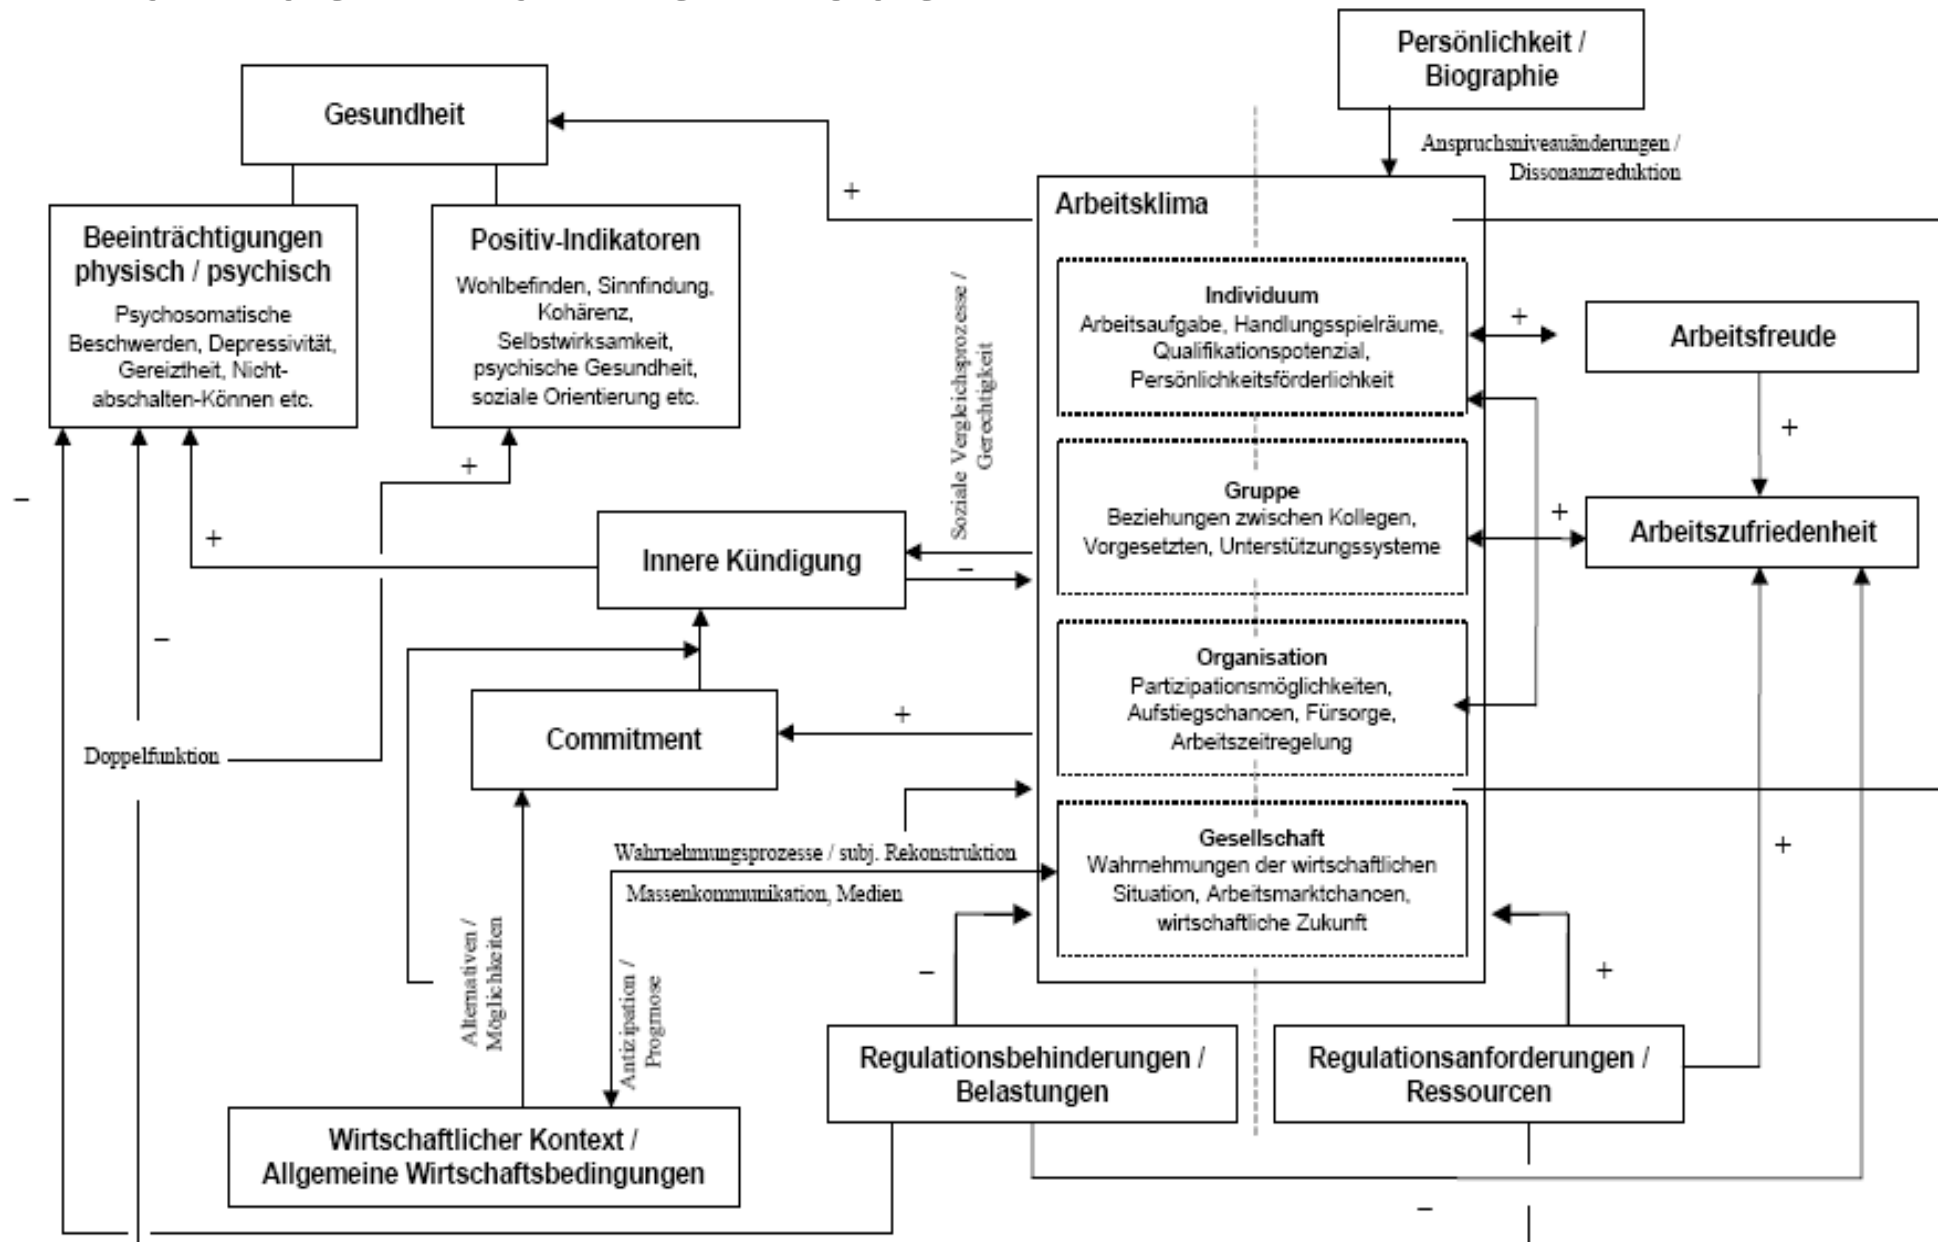 Persönlichkeit /
Biographie
Gesundheit
Anspruchsniveauänderungen /
Dissonanzreduktion
+
Arbeitsklima
Beeinträchtigungen
physisch / psychisch
Psychosomatische
Beschwerden, Depressivität,
Gereiztheit, Nicht-
abschalten-Können etc.
Positiv-Indikatoren
Wohlbefinden, Sinnfindung,
Kohärenz,
Selbstwirksamkeit,
psychische Gesundheit,
soziale Orientierung etc.
Soziale Vergleichsprozesse /
Gerechtigkeit
Individuum
Arbeitsaufgabe, Handlungsspielräume,
Qualifikationspotenzial,
Persönlichkeitsförderlichkeit
+
Arbeitsfreude
+
–
+
Gruppe
Beziehungen zwischen Kollegen,
Vorgesetzten, Unterstützungssysteme
+
Arbeitszufriedenheit
+
Innere Kündigung
–
–
Organisation
Partizipationsmöglichkeiten,
Aufstiegschancen, Fürsorge,
Arbeitszeitregelung
Commitment
+
Doppelfunktion
Gesellschaft
Wahrnehmungen der wirtschaftlichen
Situation, Arbeitsmarktchancen,
wirtschaftliche Zukunft
+
Wahrnehmungsprozesse / subj. Rekonstruktion
Massenkommunikation, Medien
Alternativen /
Möglichkeiten
Antizipation /
Prognose
–
+
Regulationsbehinderungen /
Belastungen
Regulationsanforderungen /
Ressourcen
Wirtschaftlicher Kontext /
Allgemeine Wirtschaftsbedingungen
–